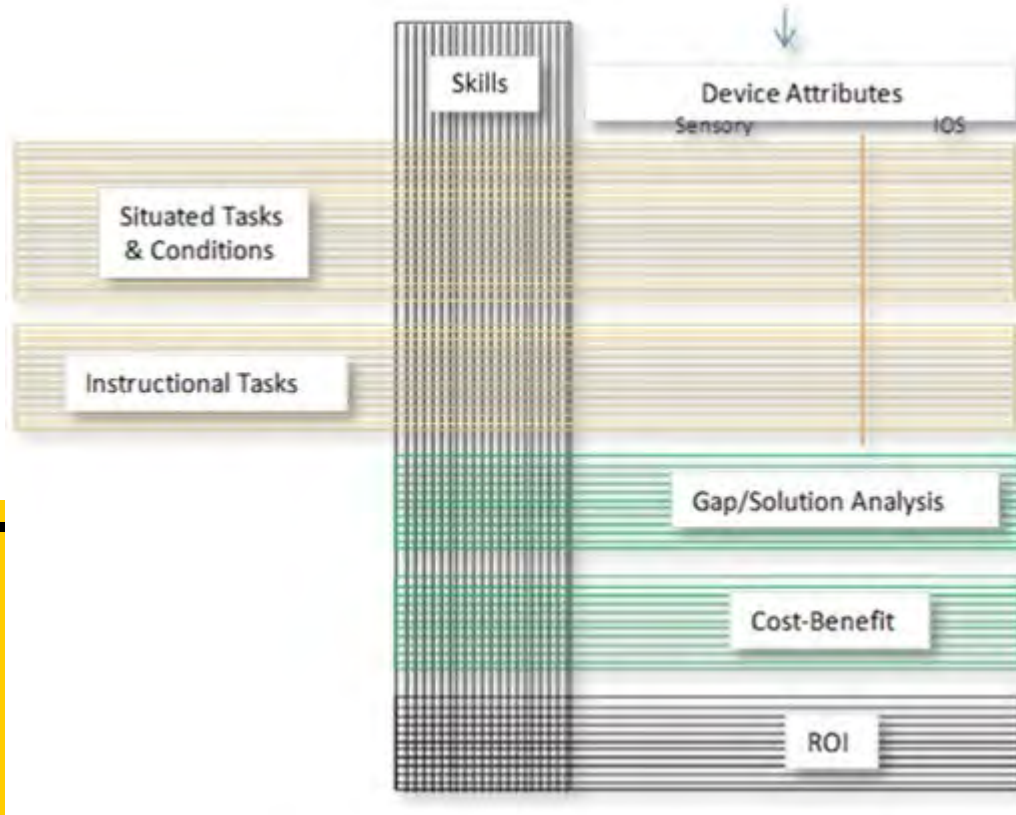 Skills
Device Attributes
Sensory IOS
Situated Tasks
& Conditions
Instructional Tasks
Gap/Solution Analysis
Cost-Benefit
ROI